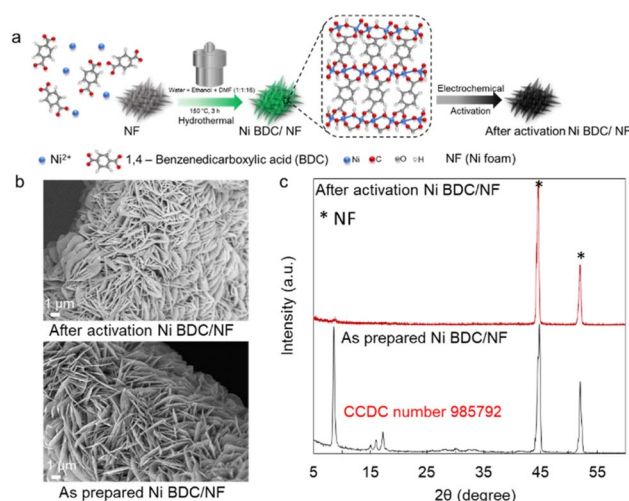 a
Water + Ethanol + DMF (1:1:16)
150 °C, 3 h
Hydrothermal
Electrochemical
Activation
NF
Ni BDC/ NF
After activation Ni BDC/ NF
Ni2+
1,4 – Benzenedicarboxylic acid (BDC)
Ni
C
O
H
NF (Ni foam)
b
1 µm
After activation Ni BDC/NF
1 µm
As prepared Ni BDC/NF
c
After activation Ni BDC/NF
* NF
*
*
As prepared Ni BDC/NF
CCDC number 985792
Intensity (a.u.)
5 15 25 35 45 55
2θ (degree)